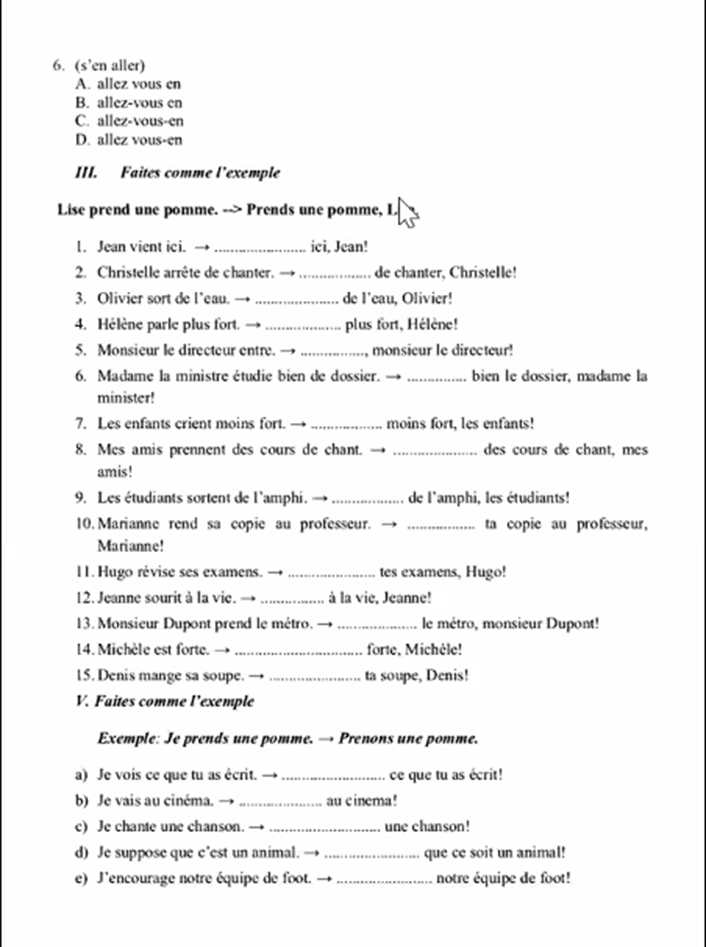 6. (s'en aller)
A. allez vous en
B. allez-vous en
C. allez-vous-en
D. allez vous-en
III. Faites comme l'exemple
Lise prend une pomme. --> Prends une pomme,
1. Jean vient ici. → ........................ ici, Jean!
2. Christelle arrête de chanter. → ................... de chanter, Christelle!
3. Olivier sort de l'eau. → ...................... de l'eau, Olivier!
4. Hélène parle plus fort. → .................... plus fort, Hélène!
5. Monsieur le directeur entre. → ................., monsieur le directeur!
6. Madame la ministre étudie bien de dossier. → ................ bien le dossier, madame la
minister!
7. Les enfants crient moins fort. → ................... moins fort, les enfants!
8. Mes amis prennent des cours de chant. → ...................... des cours de chant, mes
amis!
9. Les étudiants sortent de l'amphi. → ................... de l'amphi, les étudiants!
10. Marianne rend sa copie au professeur. → .................. ta copie au professeur,
Marianne!
11. Hugo révise ses examens. → ....................... tes examens, Hugo!
12. Jeanne sourit à la vie. → ................. à la vie, Jeanne!
13. Monsieur Dupont prend le métro. → ..................... le métro, monsieur Dupont!
14. Michèle est forte. → .................................. forte, Michèle!
15. Denis mange sa soupe. → ........................ ta soupe, Denis!
V. Faites comme l'exemple
Exemple: Je prends une pomme. → Prenons une pomme.
a) Je vois ce que tu as écrit. → ........................... ce que tu as écrit!
b) Je vais au cinéma. → ...................... au cinema!
c) Je chante une chanson. → ............................. une chanson!
d) Je suppose que c'est un animal. → ......................... que ce soit un animal!
e) J'encourage notre équipe de foot. → ......................... notre équipe de foot!